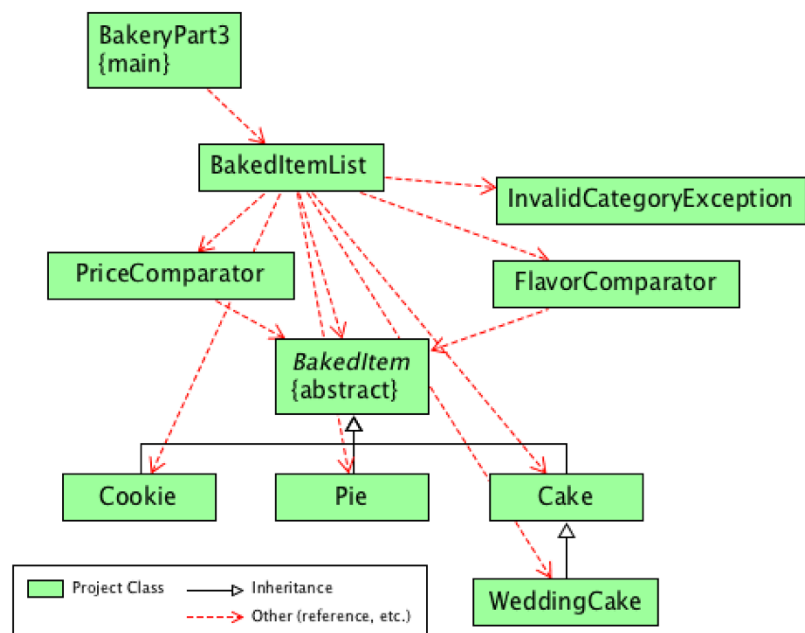 BakeryPart3
{main}
BakedItemList
InvalidCategoryException
PriceComparator
FlavorComparator
BakedItem
{abstract}
Cookie
Pie
Cake
WeddingCake
Project Class
Inheritance
Other (reference, etc.)